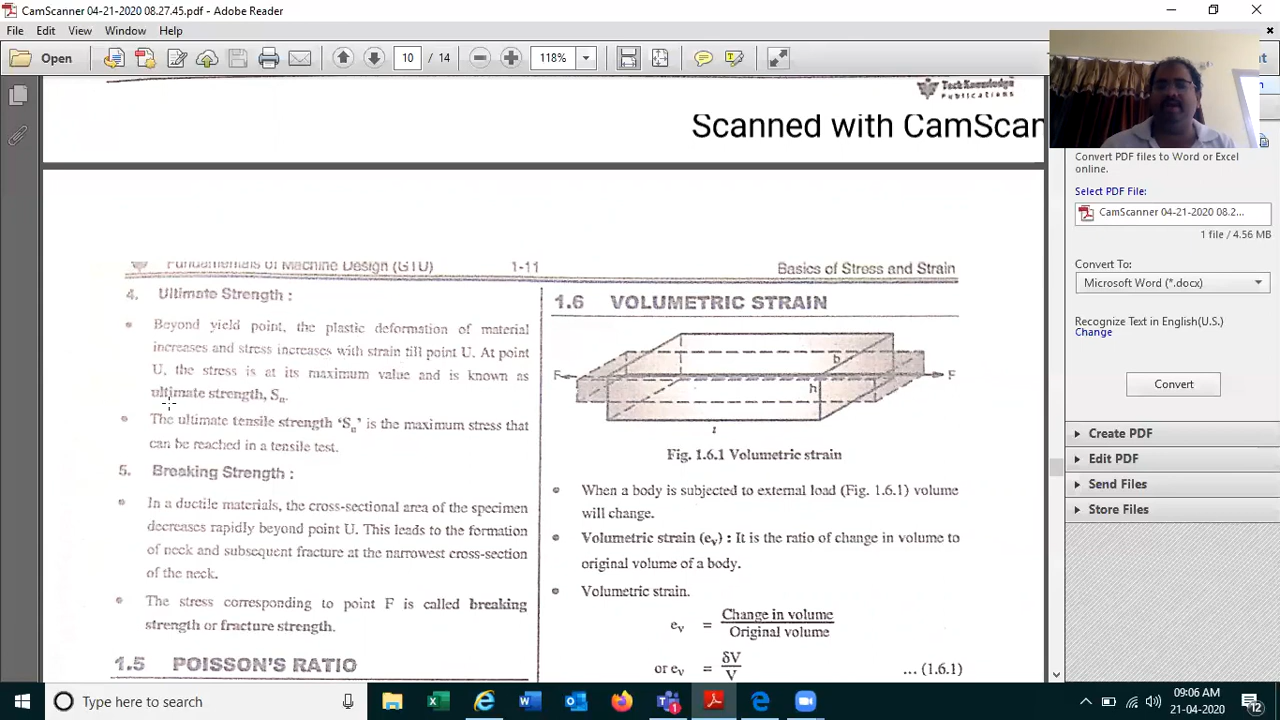 CamScanner 04-21-2020 08.27.45.pdf - Adobe Reader
File Edit View Window Help
Open
10 / 14
118%
Tech Knowledge
Publications
Scanned with CamScan
Fundamentals of Machine Design (GTU) 1-11 Basics of Stress and Strain
4. Ultimate Strength :
Beyond yield point, the plastic deformation of material
increases and stress increases with strain till point U. At point
U, the stress is at its maximum value and is known as
ultimate strength, Su.
The ultimate tensile strength 'Su' is the maximum stress that
can be reached in a tensile test.
5. Breaking Strength :
In a ductile materials, the cross-sectional area of the specimen
decreases rapidly beyond point U. This leads to the formation
of neck and subsequent fracture at the narrowest cross-section
of the neck.
The stress corresponding to point F is called breaking
strength or fracture strength.
1.5 POISSON'S RATIO
1.6 VOLUMETRIC STRAIN
F b F
h
l
Fig. 1.6.1 Volumetric strain
When a body is subjected to external load (Fig. 1.6.1) volume
will change.
Volumetric strain (ev) : It is the ratio of change in volume to
original volume of a body.
Volumetric strain.
ev = Change in volume
Original volume
or ev = δV
V ... (1.6.1)
Convert PDF files to Word or Excel
online.
Select PDF File:
CamScanner 04-21-2020 08.2...
1 file / 4.56 MB
Convert To:
Microsoft Word (*.docx)
Recognize Text in English(U.S.)
Change
Convert
Create PDF
Edit PDF
Send Files
Store Files
Type here to search
09:06 AM
21-04-2020
12